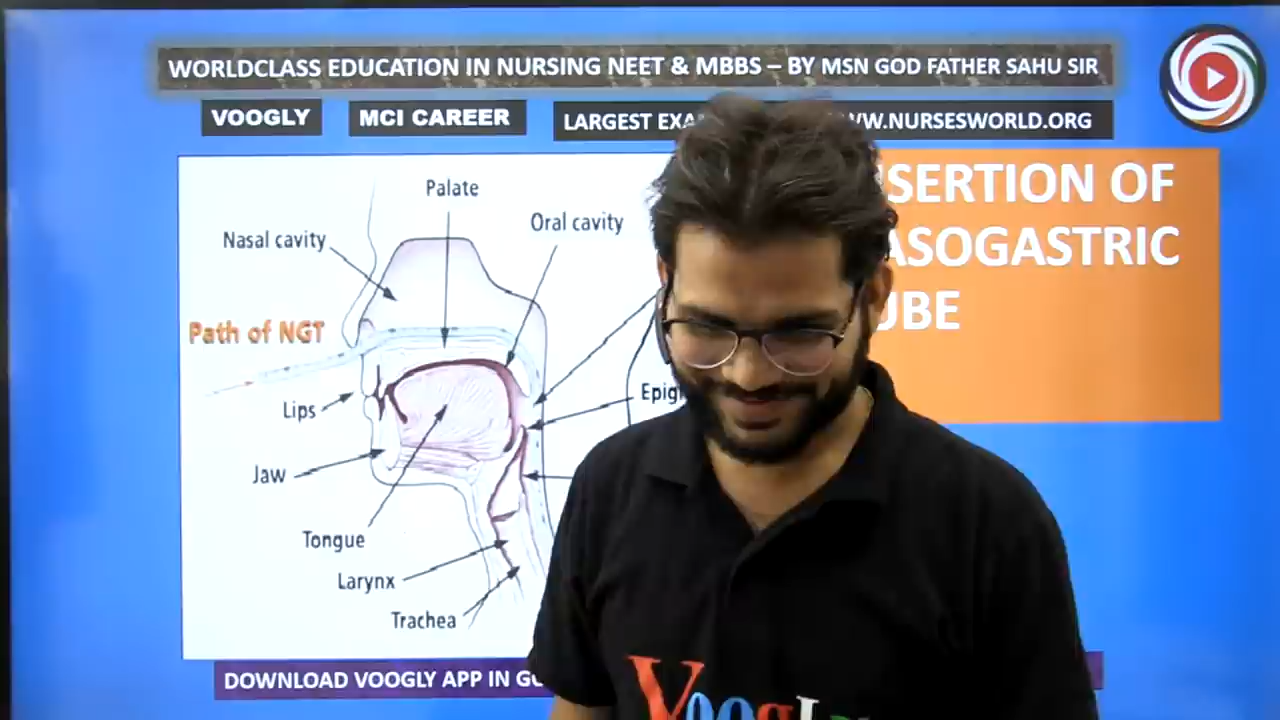 WORLDCLASS EDUCATION IN NURSING NEET & MBBS – BY MSN GOD FATHER SAHU SIR
VOOGLY
MCI CAREER
LARGEST
WW.NURSESWORLD.ORG
SERTION OF
ASOGASTRIC
UBE
Palate
Oral cavity
Nasal cavity
Path of NGT
Lips
Jaw
Tongue
Larynx
Trachea
DOWNLOAD VOOGLY APP IN
Voogly